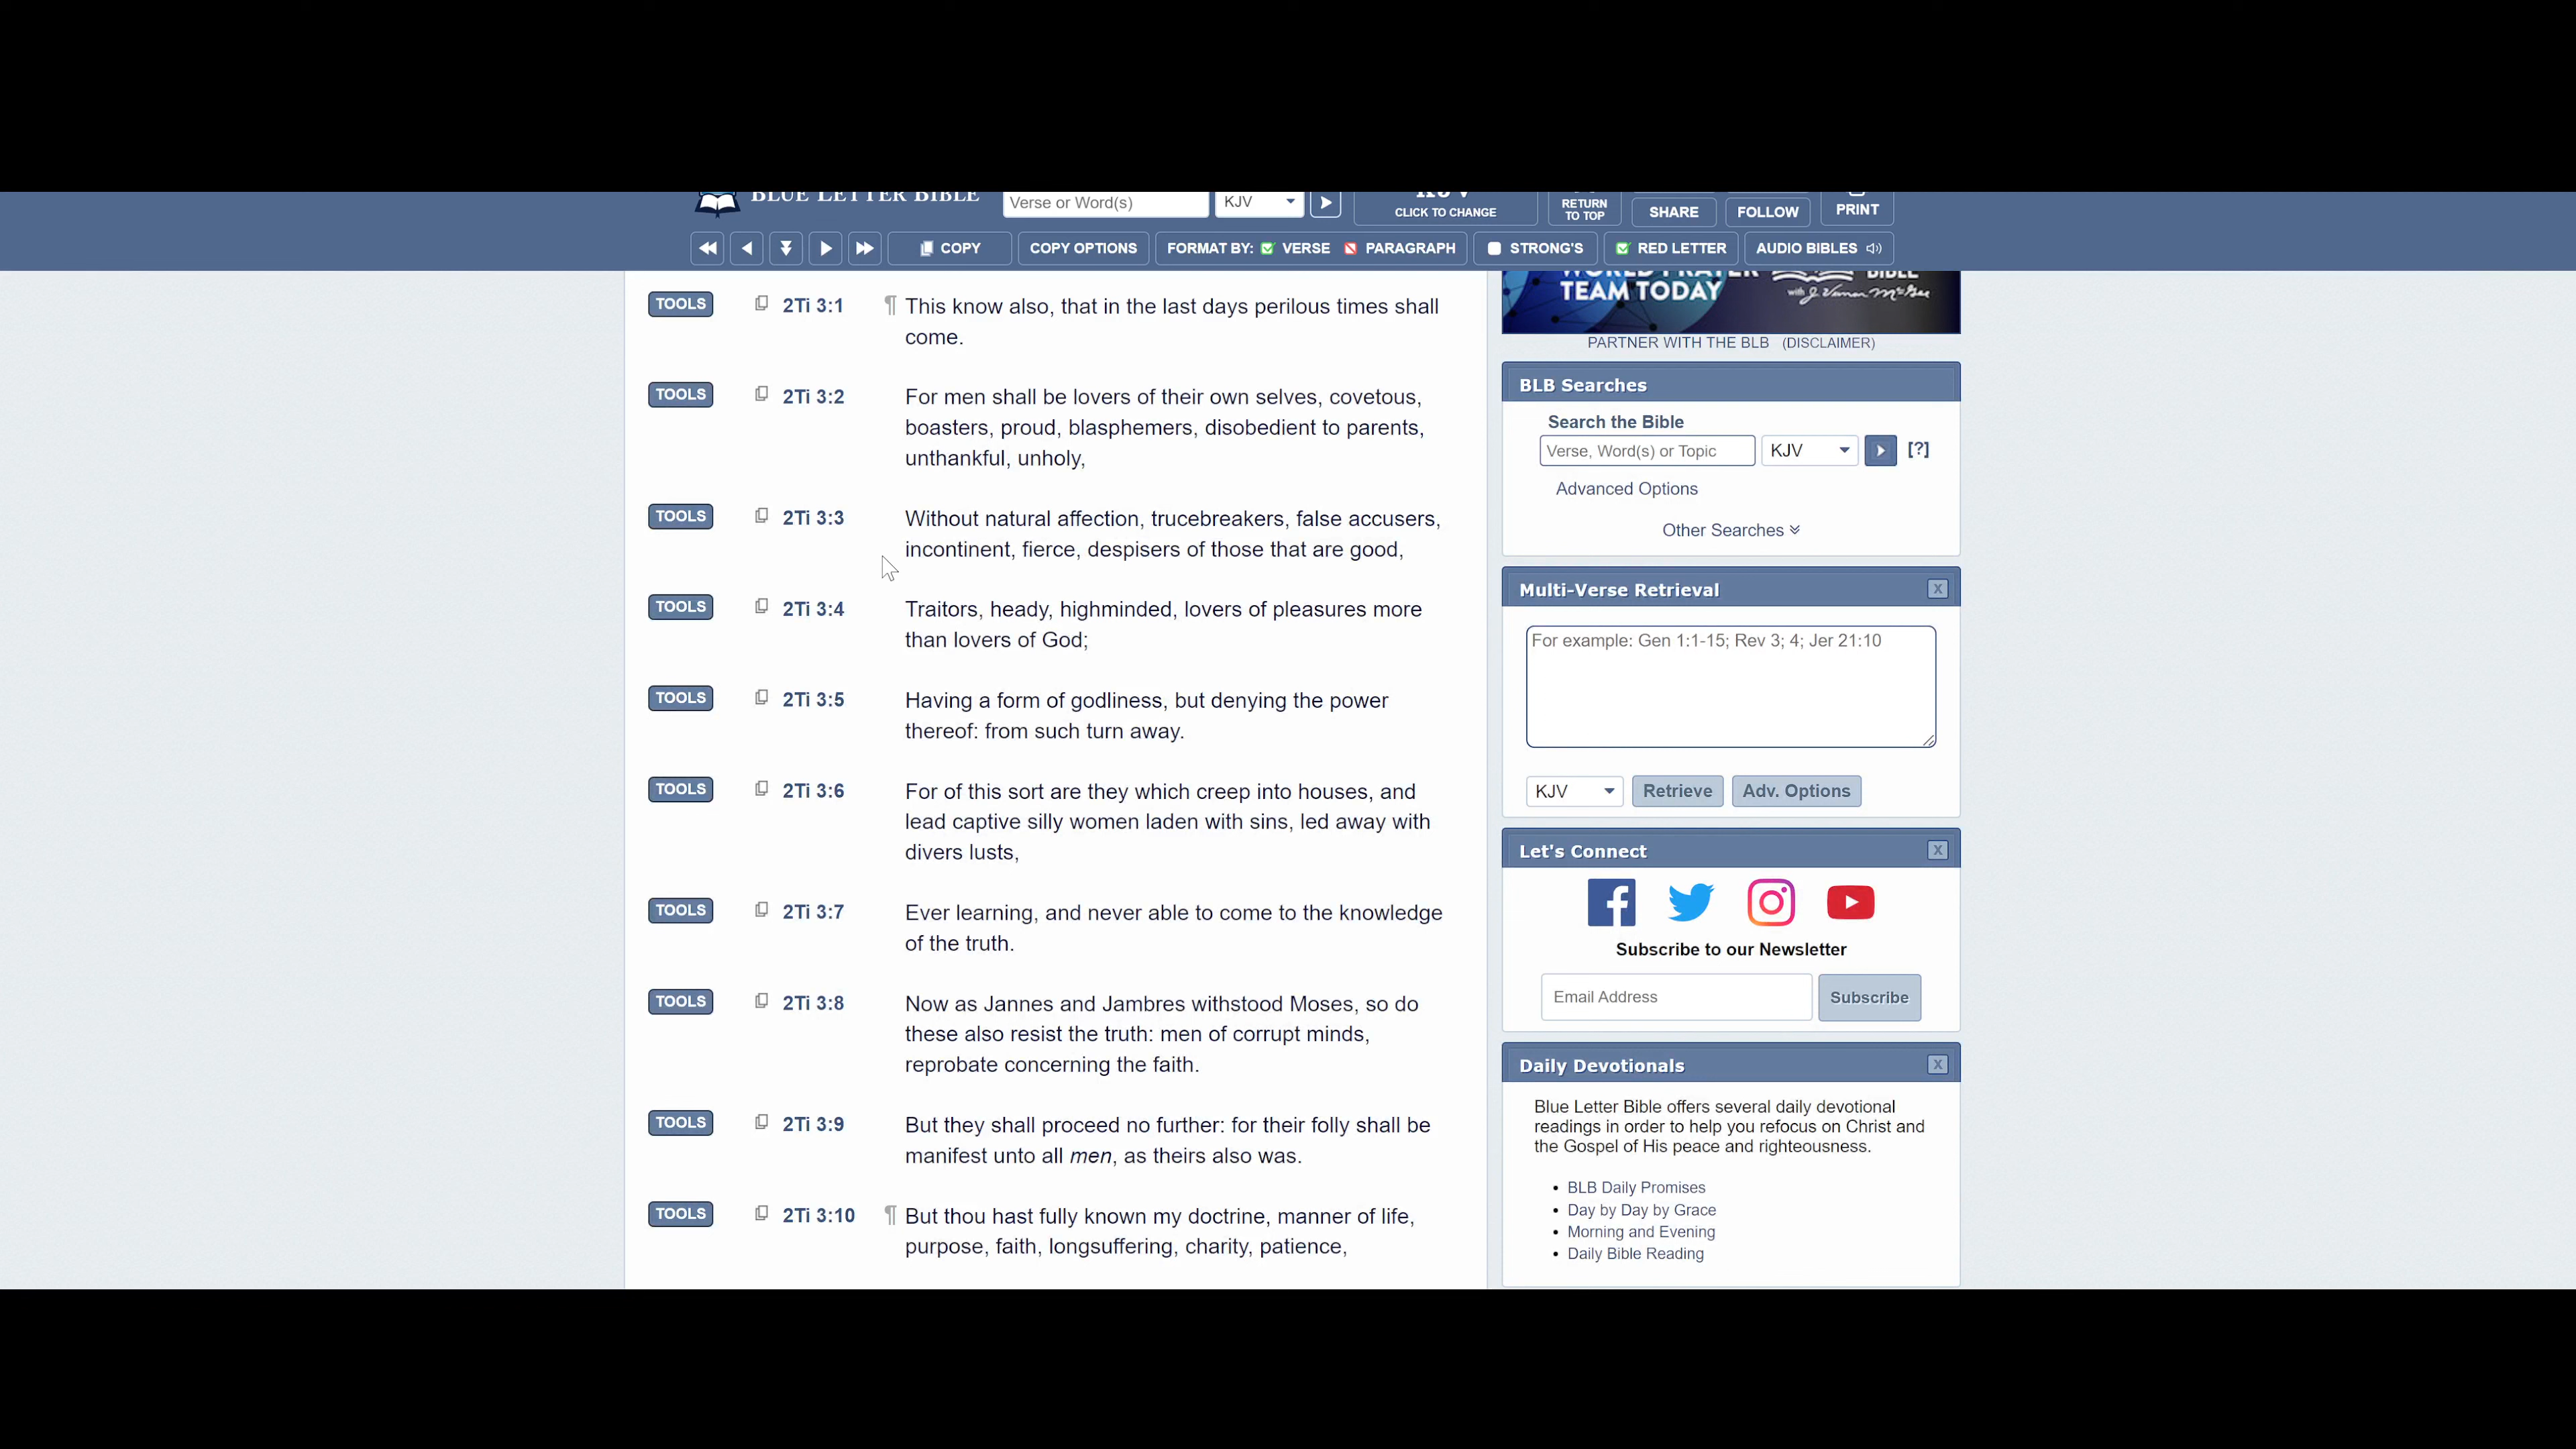 BLUE LETTER BIBLE
Verse or Word(s)
KJV
KJV
CLICK TO CHANGE
RETURN
TO TOP
SHARE
FOLLOW
PRINT
COPY
COPY OPTIONS
FORMAT BY: VERSE PARAGRAPH
STRONG'S
RED LETTER
AUDIO BIBLES
TOOLS 2Ti 3:1 ¶ This know also, that in the last days perilous times shall
come.
TOOLS 2Ti 3:2 For men shall be lovers of their own selves, covetous,
boasters, proud, blasphemers, disobedient to parents,
unthankful, unholy,
TOOLS 2Ti 3:3 Without natural affection, trucebreakers, false accusers,
incontinent, fierce, despisers of those that are good,
TOOLS 2Ti 3:4 Traitors, heady, highminded, lovers of pleasures more
than lovers of God;
TOOLS 2Ti 3:5 Having a form of godliness, but denying the power
thereof: from such turn away.
TOOLS 2Ti 3:6 For of this sort are they which creep into houses, and
lead captive silly women laden with sins, led away with
divers lusts,
TOOLS 2Ti 3:7 Ever learning, and never able to come to the knowledge
of the truth.
TOOLS 2Ti 3:8 Now as Jannes and Jambres withstood Moses, so do
these also resist the truth: men of corrupt minds,
reprobate concerning the faith.
TOOLS 2Ti 3:9 But they shall proceed no further: for their folly shall be
manifest unto all men, as theirs also was.
TOOLS 2Ti 3:10 ¶ But thou hast fully known my doctrine, manner of life,
purpose, faith, longsuffering, charity, patience,
WORLD PRAYER
TEAM TODAY
BIBLE
with J. Vernon McGee
PARTNER WITH THE BLB (DISCLAIMER)
BLB Searches
Search the Bible
Verse, Word(s) or Topic KJV [?]
Advanced Options
Other Searches
Multi-Verse Retrieval X
For example: Gen 1:1-15; Rev 3; 4; Jer 21:10
KJV Retrieve Adv. Options
Let's Connect X
Subscribe to our Newsletter
Email Address Subscribe
Daily Devotionals X
Blue Letter Bible offers several daily devotional
readings in order to help you refocus on Christ and
the Gospel of His peace and righteousness.
• BLB Daily Promises
• Day by Day by Grace
• Morning and Evening
• Daily Bible Reading